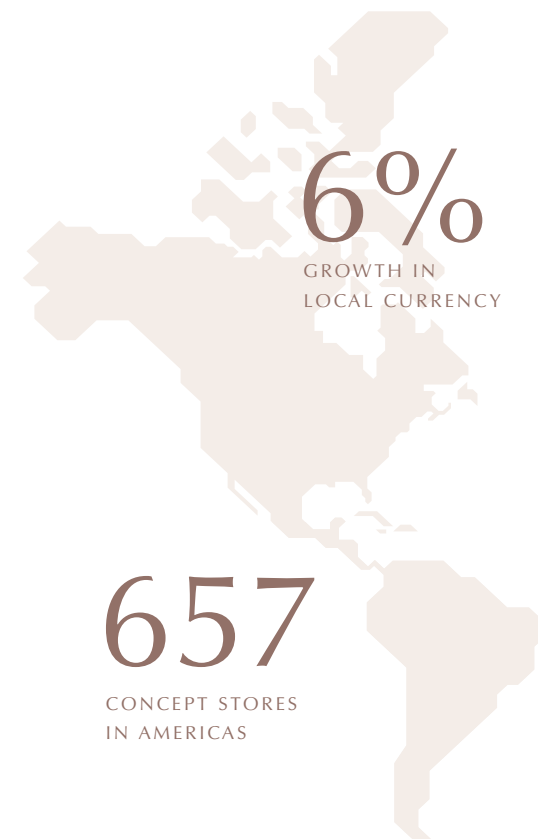 6%
GROWTH IN
LOCAL CURRENCY
657
CONCEPT STORES
IN AMERICAS